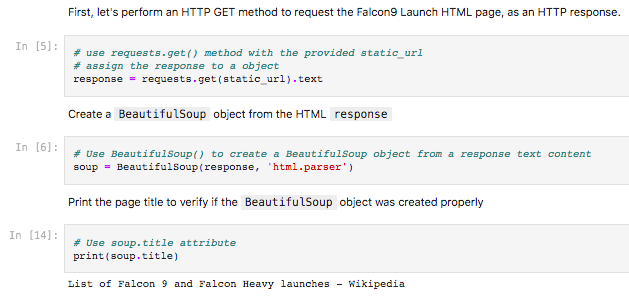 First, let's perform an HTTP GET method to request the Falcon9 Launch HTML page, as an HTTP response.
In [5]:
# use requests.get() method with the provided static_url
# assign the response to a object
response = requests.get(static_url).text
Create a BeautifulSoup object from the HTML response
In [6]:
# Use BeautifulSoup() to create a BeautifulSoup object from a response text content
soup = BeautifulSoup(response, 'html.parser')
Print the page title to verify if the BeautifulSoup object was created properly
In [14]:
# Use soup.title attribute
print(soup.title)
List of Falcon 9 and Falcon Heavy launches - Wikipedia